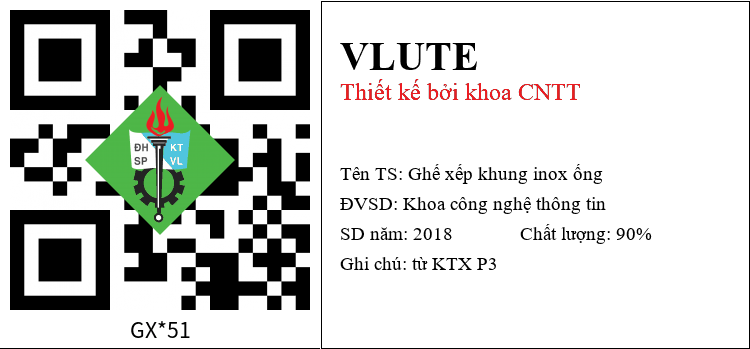 ĐH KT
SP VL
GX*51
VLUTE
Thiết kế bởi khoa CNTT
Tên TS: Ghế xếp khung inox ống
ĐVSD: Khoa công nghệ thông tin
SD năm: 2018 Chất lượng: 90%
Ghi chú: từ KTX P3